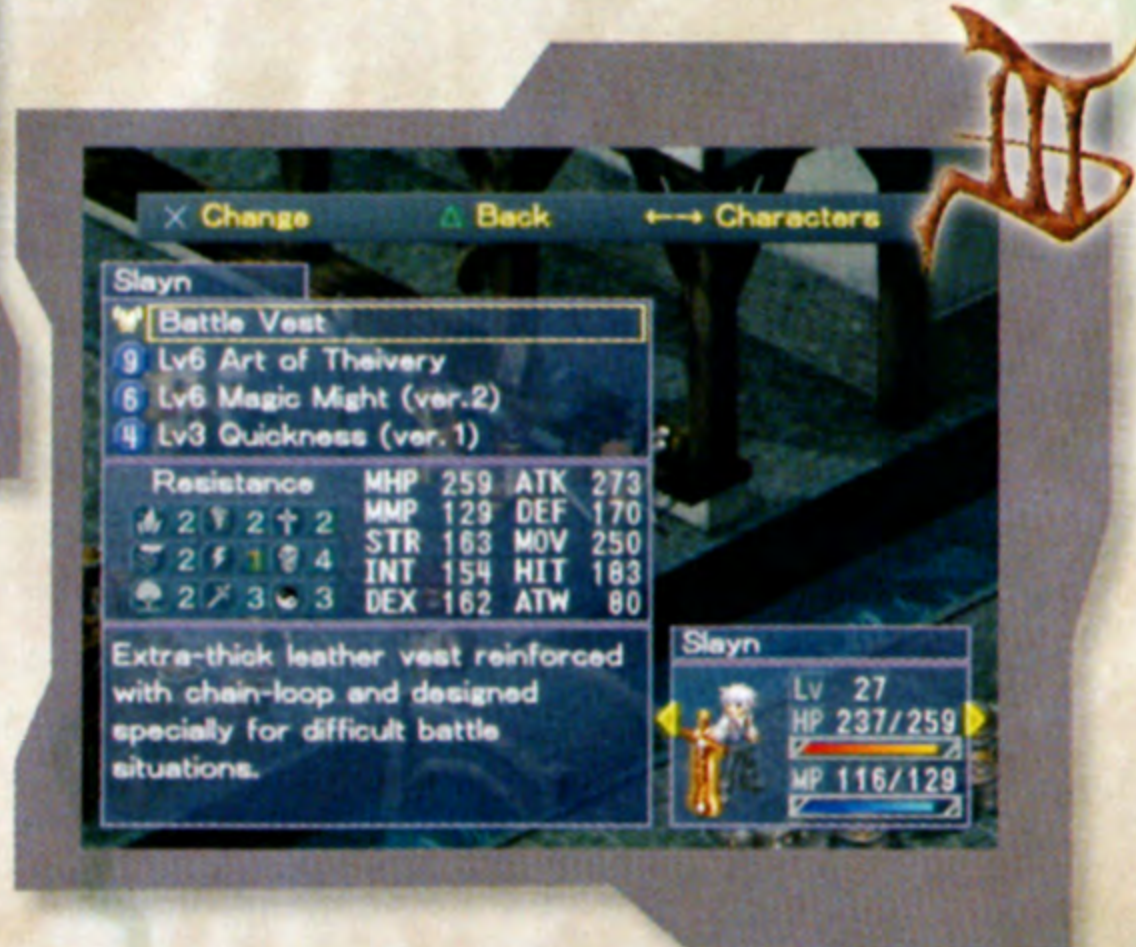 × Change △ Back ←→ Characters
Slayn
Battle Vest
9 Lv6 Art of Theivery
6 Lv6 Magic Might (ver.2)
4 Lv3 Quickness (ver.1)
Resistance
2 2 2
2 1 4
2 3 3
MHP 259 ATK 273
MMP 129 DEF 170
STR 163 MOV 250
INT 154 HIT 183
DEX 162 ATW 80
Extra-thick leather vest reinforced
with chain-loop and designed
specially for difficult battle
situations.
Slayn
Lv 27
HP 237/259
MP 116/129
III